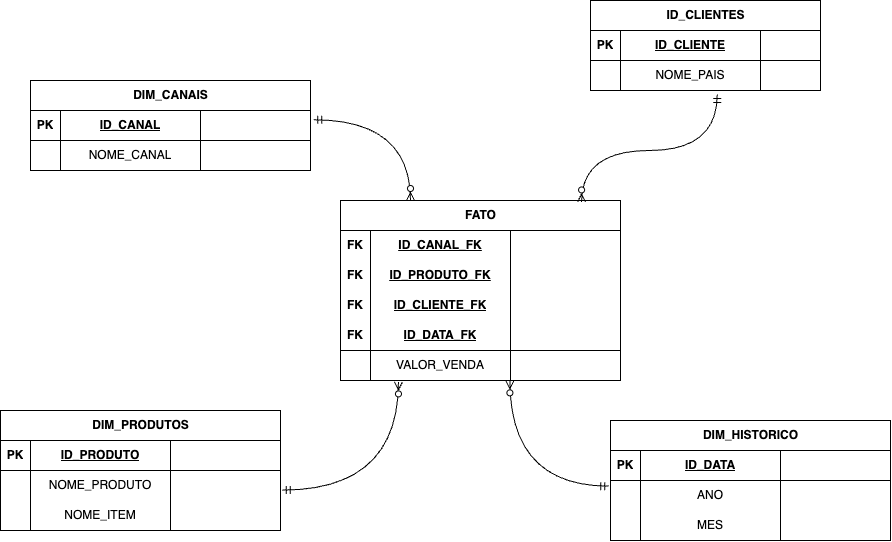 ID_CLIENTES
PK ID_CLIENTE
NOME_PAIS
DIM_CANAIS
PK ID_CANAL
NOME_CANAL
FATO
FK ID_CANAL_FK
FK ID_PRODUTO_FK
FK ID_CLIENTE_FK
FK ID_DATA_FK
VALOR_VENDA
DIM_PRODUTOS
PK ID_PRODUTO
NOME_PRODUTO
NOME_ITEM
DIM_HISTORICO
PK ID_DATA
ANO
MES